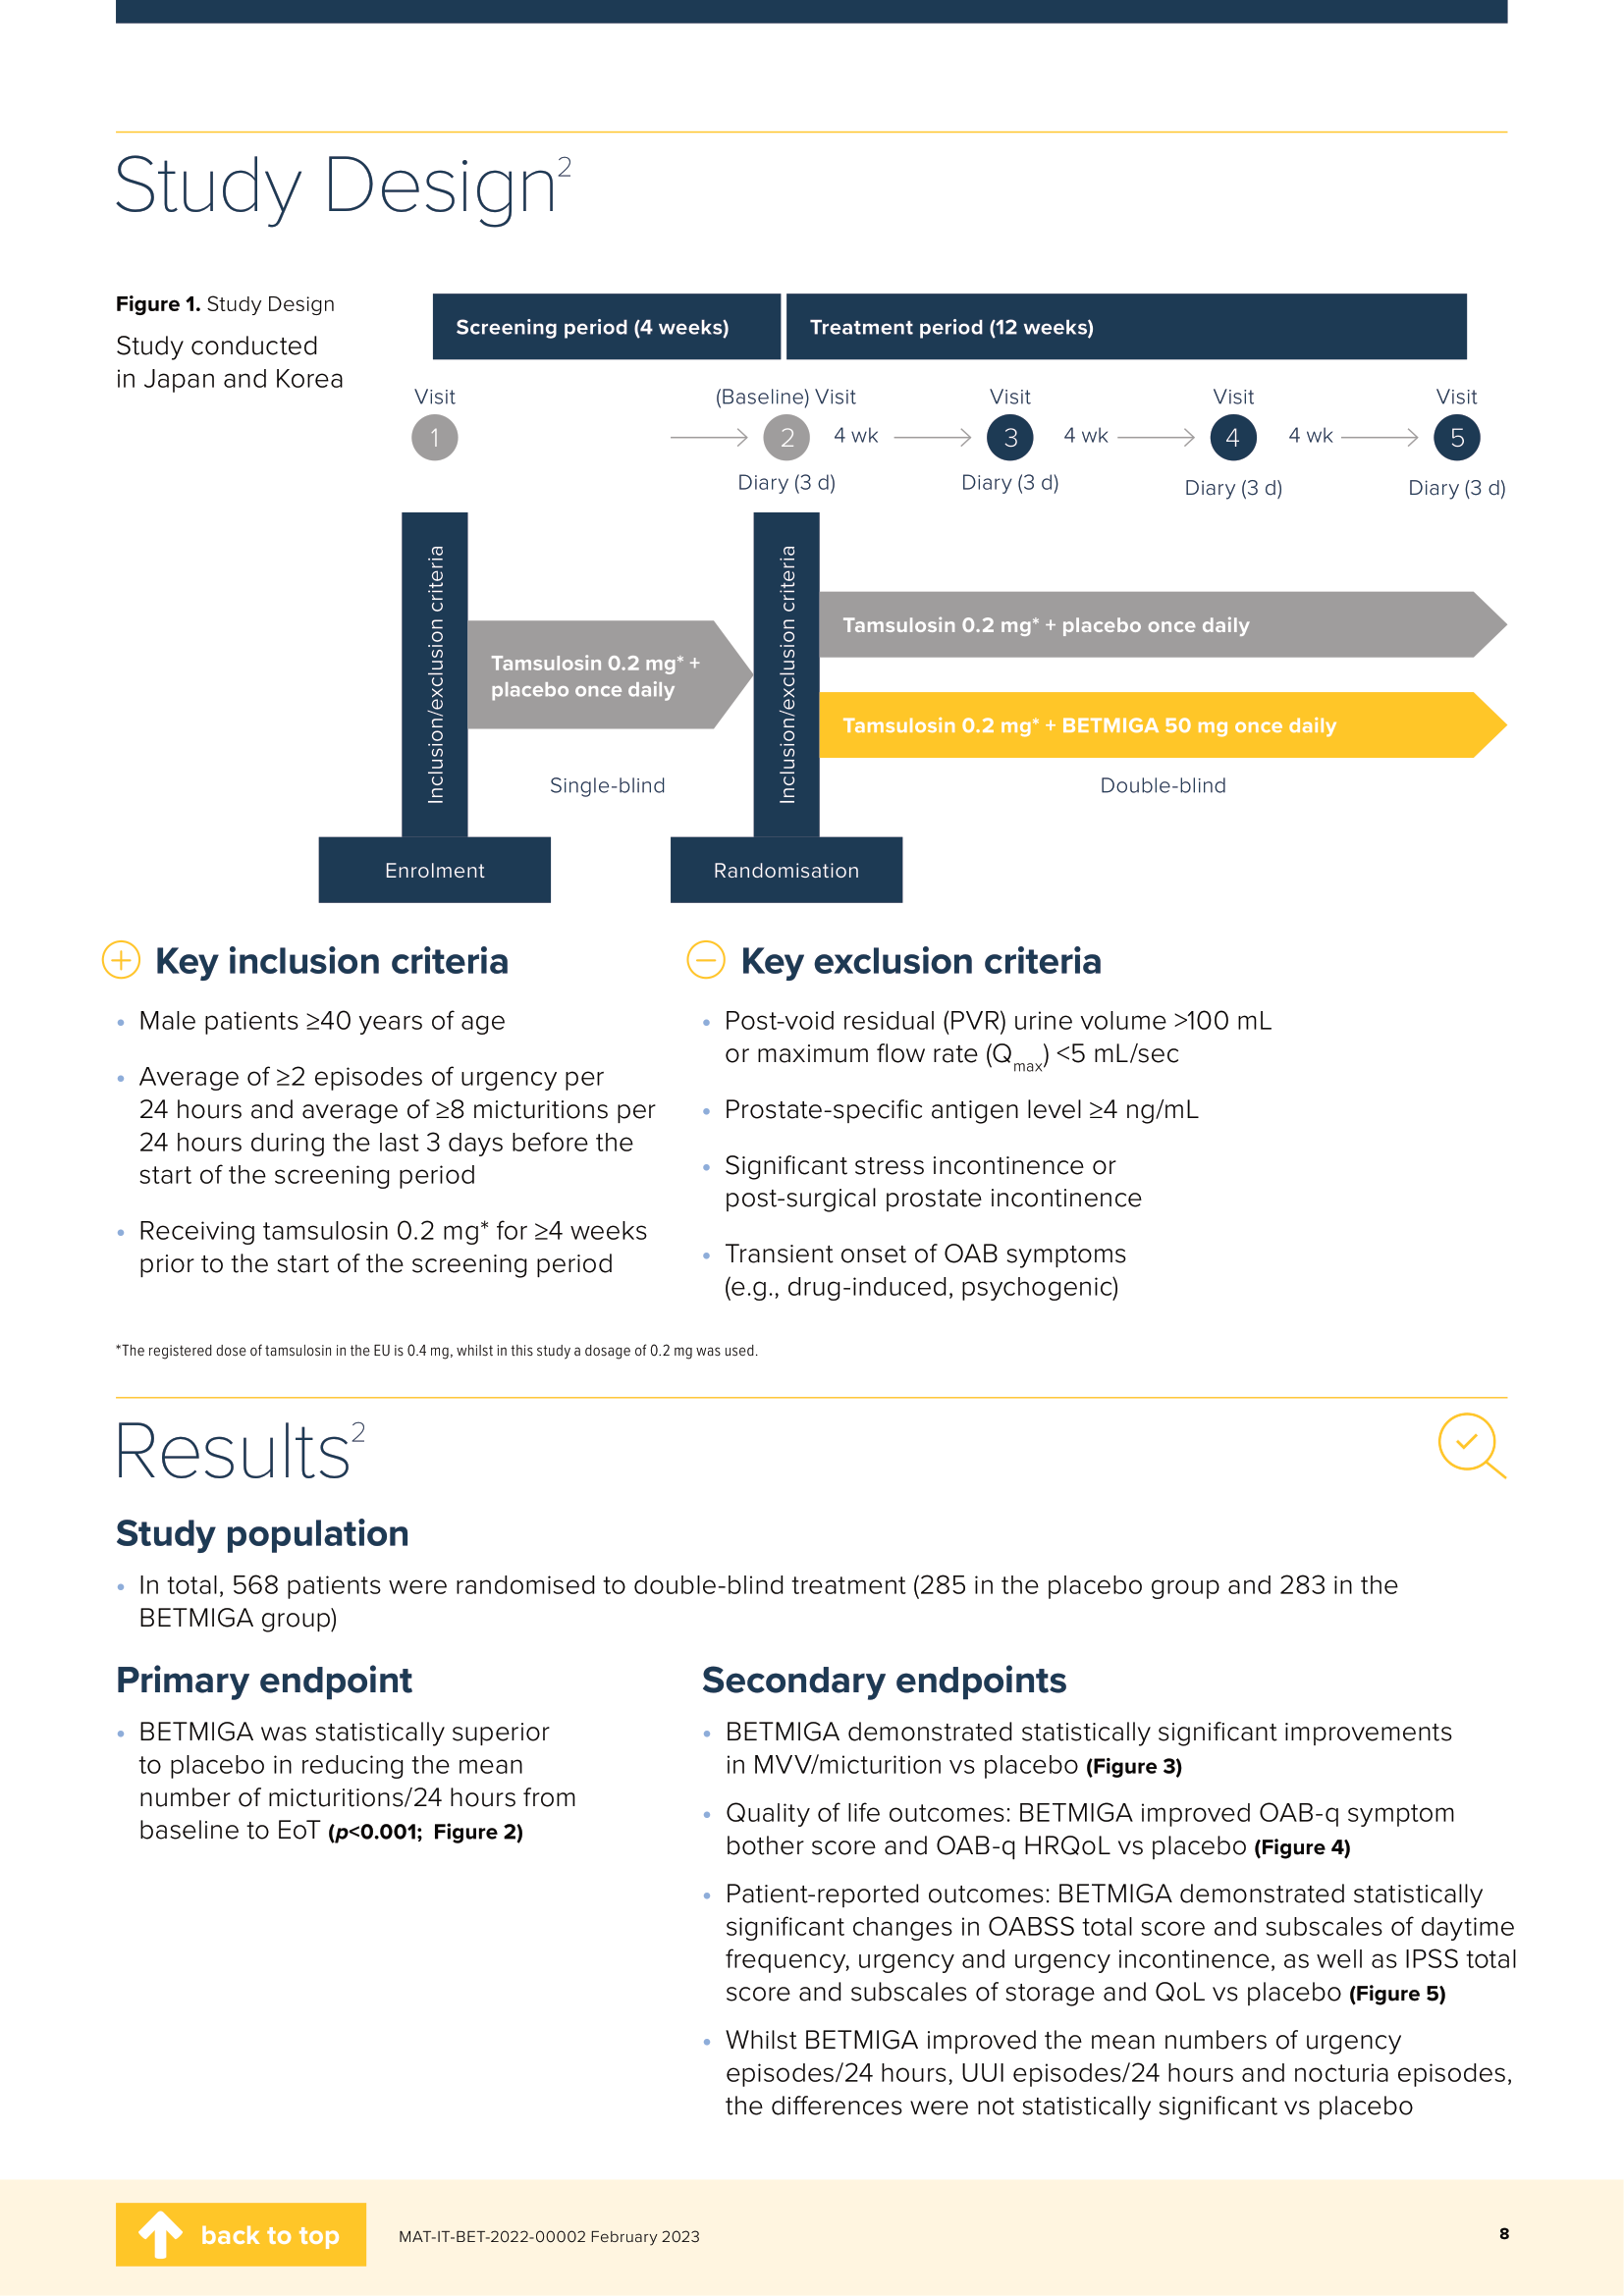 Study Design2
Figure 1. Study Design
Study conducted
in Japan and Korea
Screening period (4 weeks)
Treatment period (12 weeks)
Visit
(Baseline) Visit
Visit
Visit
Visit
1
2
4 wk
3
4 wk
4
4 wk
5
Diary (3 d)
Diary (3 d)
Diary (3 d)
Diary (3 d)
Inclusion/exclusion criteria
Tamsulosin 0.2 mg* +
placebo once daily
Inclusion/exclusion criteria
Tamsulosin 0.2 mg* + placebo once daily
Tamsulosin 0.2 mg* + BETMIGA 50 mg once daily
Single-blind
Double-blind
Enrolment
Randomisation
Key inclusion criteria
• Male patients ≥40 years of age
• Average of ≥2 episodes of urgency per
24 hours and average of ≥8 micturitions per
24 hours during the last 3 days before the
start of the screening period
• Receiving tamsulosin 0.2 mg* for ≥4 weeks
prior to the start of the screening period
Key exclusion criteria
• Post-void residual (PVR) urine volume >100 mL
or maximum flow rate (Qmax) <5 mL/sec
• Prostate-specific antigen level ≥4 ng/mL
• Significant stress incontinence or
post-surgical prostate incontinence
• Transient onset of OAB symptoms
(e.g., drug-induced, psychogenic)
*The registered dose of tamsulosin in the EU is 0.4 mg, whilst in this study a dosage of 0.2 mg was used.
Results2
Study population
• In total, 568 patients were randomised to double-blind treatment (285 in the placebo group and 283 in the
BETMIGA group)
Primary endpoint
• BETMIGA was statistically superior
to placebo in reducing the mean
number of micturitions/24 hours from
baseline to EoT (p<0.001; Figure 2)
Secondary endpoints
• BETMIGA demonstrated statistically significant improvements
in MVV/micturition vs placebo (Figure 3)
• Quality of life outcomes: BETMIGA improved OAB-q symptom
bother score and OAB-q HRQoL vs placebo (Figure 4)
• Patient-reported outcomes: BETMIGA demonstrated statistically
significant changes in OABSS total score and subscales of daytime
frequency, urgency and urgency incontinence, as well as IPSS total
score and subscales of storage and QoL vs placebo (Figure 5)
• Whilst BETMIGA improved the mean numbers of urgency
episodes/24 hours, UUI episodes/24 hours and nocturia episodes,
the differences were not statistically significant vs placebo
back to top
MAT-IT-BET-2022-00002 February 2023
8